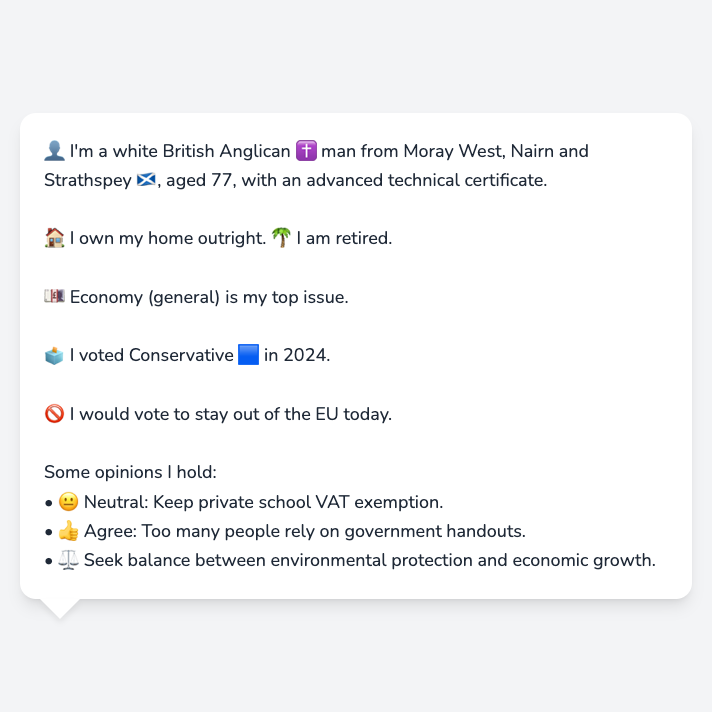 👤 I'm a white British Anglican ✝️ man from Moray West, Nairn and
Strathspey 🏴󠁧󠁢󠁳󠁣󠁴󠁿, aged 77, with an advanced technical certificate.
🏠 I own my home outright. 🌴 I am retired.
💷 Economy (general) is my top issue.
🗳️ I voted Conservative 🟦 in 2024.
🚫 I would vote to stay out of the EU today.
Some opinions I hold:
• 😐 Neutral: Keep private school VAT exemption.
• 👍 Agree: Too many people rely on government handouts.
• ⚖️ Seek balance between environmental protection and economic growth.